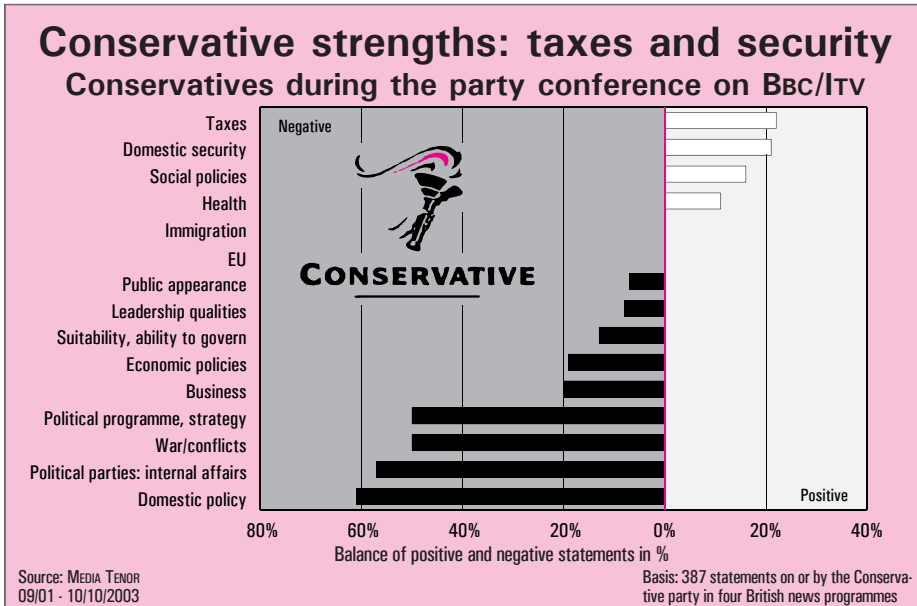 Conservative strengths: taxes and security
Conservatives during the party conference on BBC/ITV
Taxes
Negative
Domestic security
Social policies
Health
Immigration
EU
CONSERVATIVE
Public appearance
Leadership qualities
Suitability, ability to govern
Economic policies
Business
Political programme, strategy
War/conflicts
Political parties: internal affairs
Domestic policy
Positive
80% 60% 40% 20% 0% 20% 40%
Balance of positive and negative statements in %
Source: MEDIA TENOR
09/01 - 10/10/2003
Basis: 387 statements on or by the Conserva-
tive party in four British news programmes